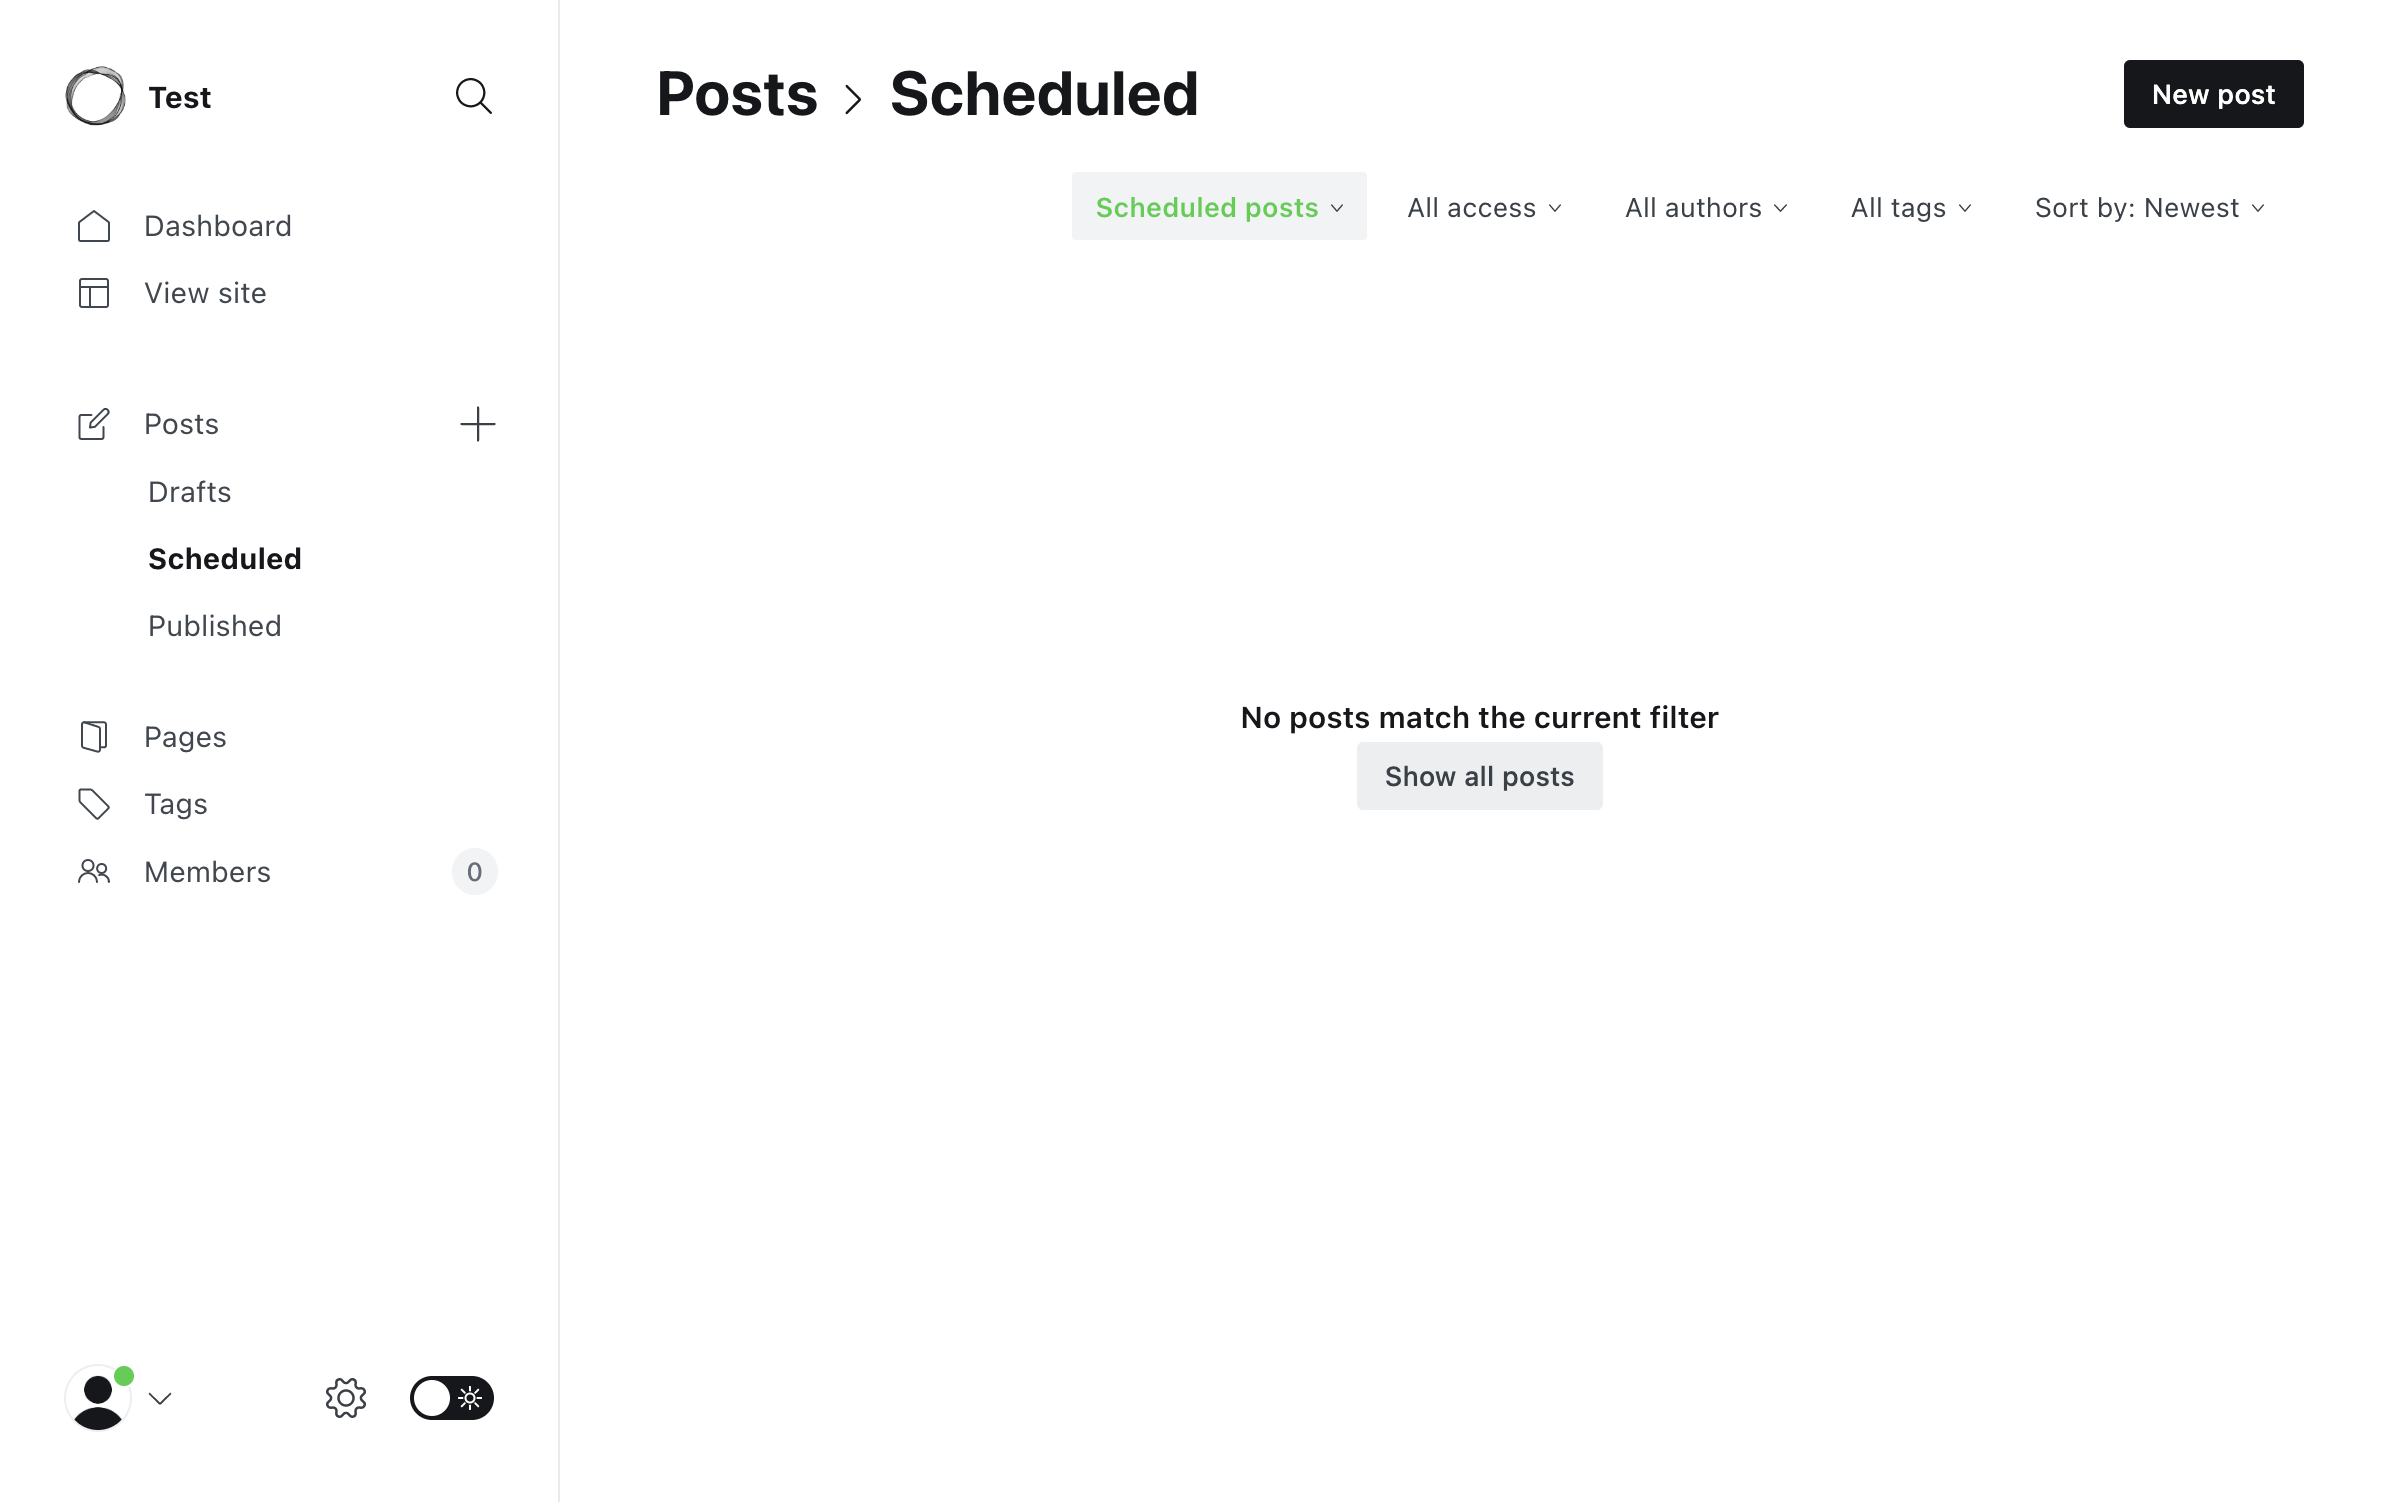 Test
Dashboard
View site
Posts
Drafts
Scheduled
Published
Pages
Tags
Members 0
Posts > Scheduled
New post
Scheduled posts All access All authors All tags Sort by: Newest
No posts match the current filter
Show all posts